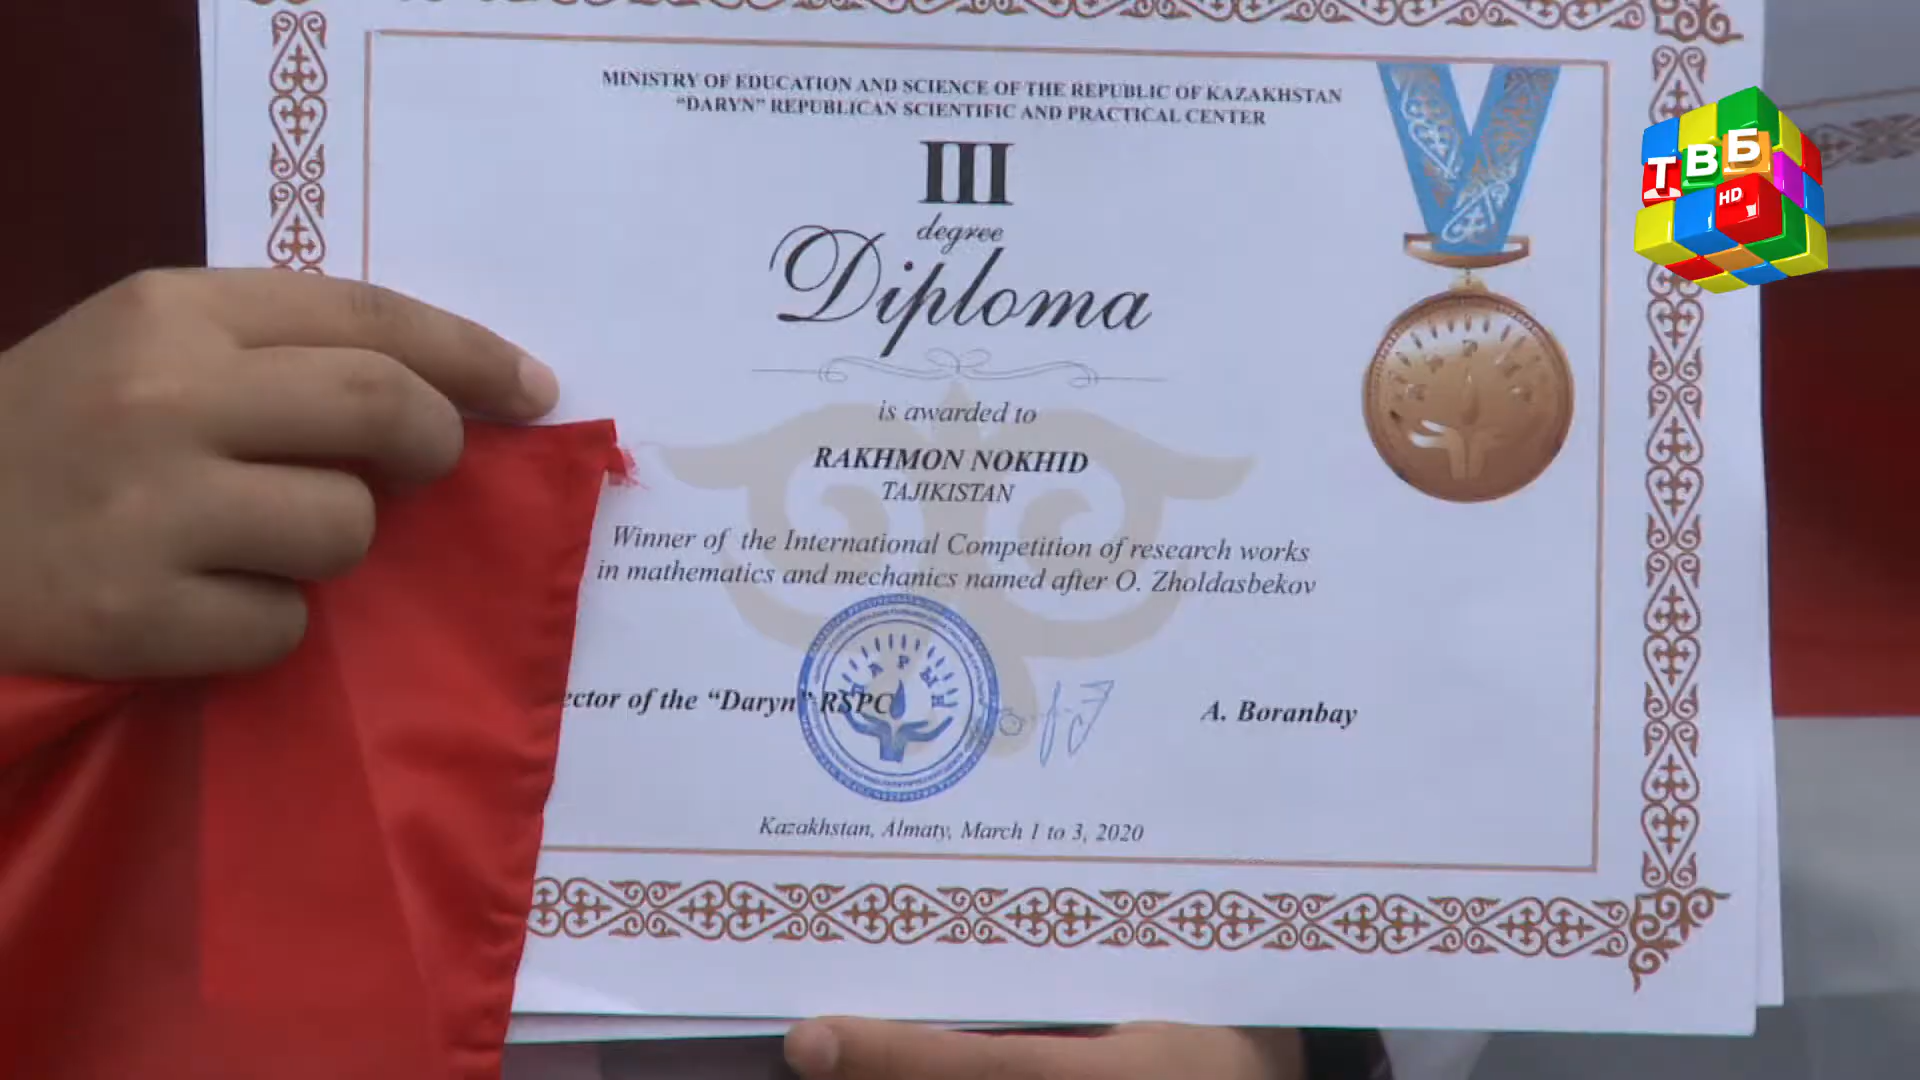 MINISTRY OF EDUCATION AND SCIENCE OF THE REPUBLIC OF KAZAKHSTAN
“DARYN” REPUBLICAN SCIENTIFIC AND PRACTICAL CENTER
ТВБ
HD
III
degree
Diploma
is awarded to
RAKHMON NOKHID
TAJIKISTAN
Winner of the International Competition of research works
in mathematics and mechanics named after O. Zholdasbekov
ДАРЫН
ector of the “Daryn” RSPC
A. Boranbay
Kazakhstan, Almaty, March 1 to 3, 2020